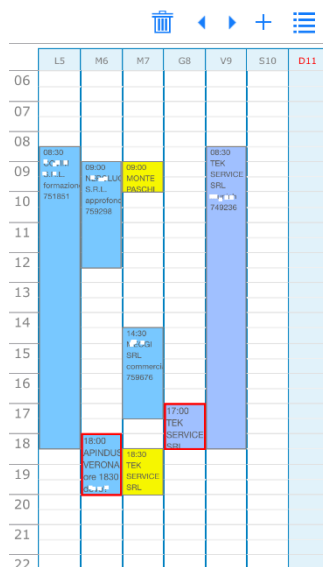 L5 M6 M7 G8 V9 S10 D11
06
07
08
09
10
11
12
13
14
15
16
17
18
19
20
21
22
08:30
formazion
751851
09:00
S.R.L.
approfond
759298
18:00
APINDUS
VERONA
ore 1830
09:00
MONTE
PASCHI
14:30
SRL
commerci
759676
18:30
TEK
SERVICE
SRL
17:00
TEK
SERVICE
SRL
08:30
TEK
SERVICE
SRL
749236